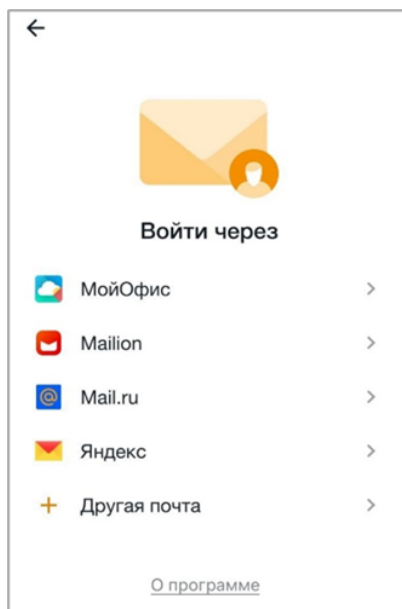 Войти через
МойОфис
Mailion
Mail.ru
Яндекс
Другая почта
О программе